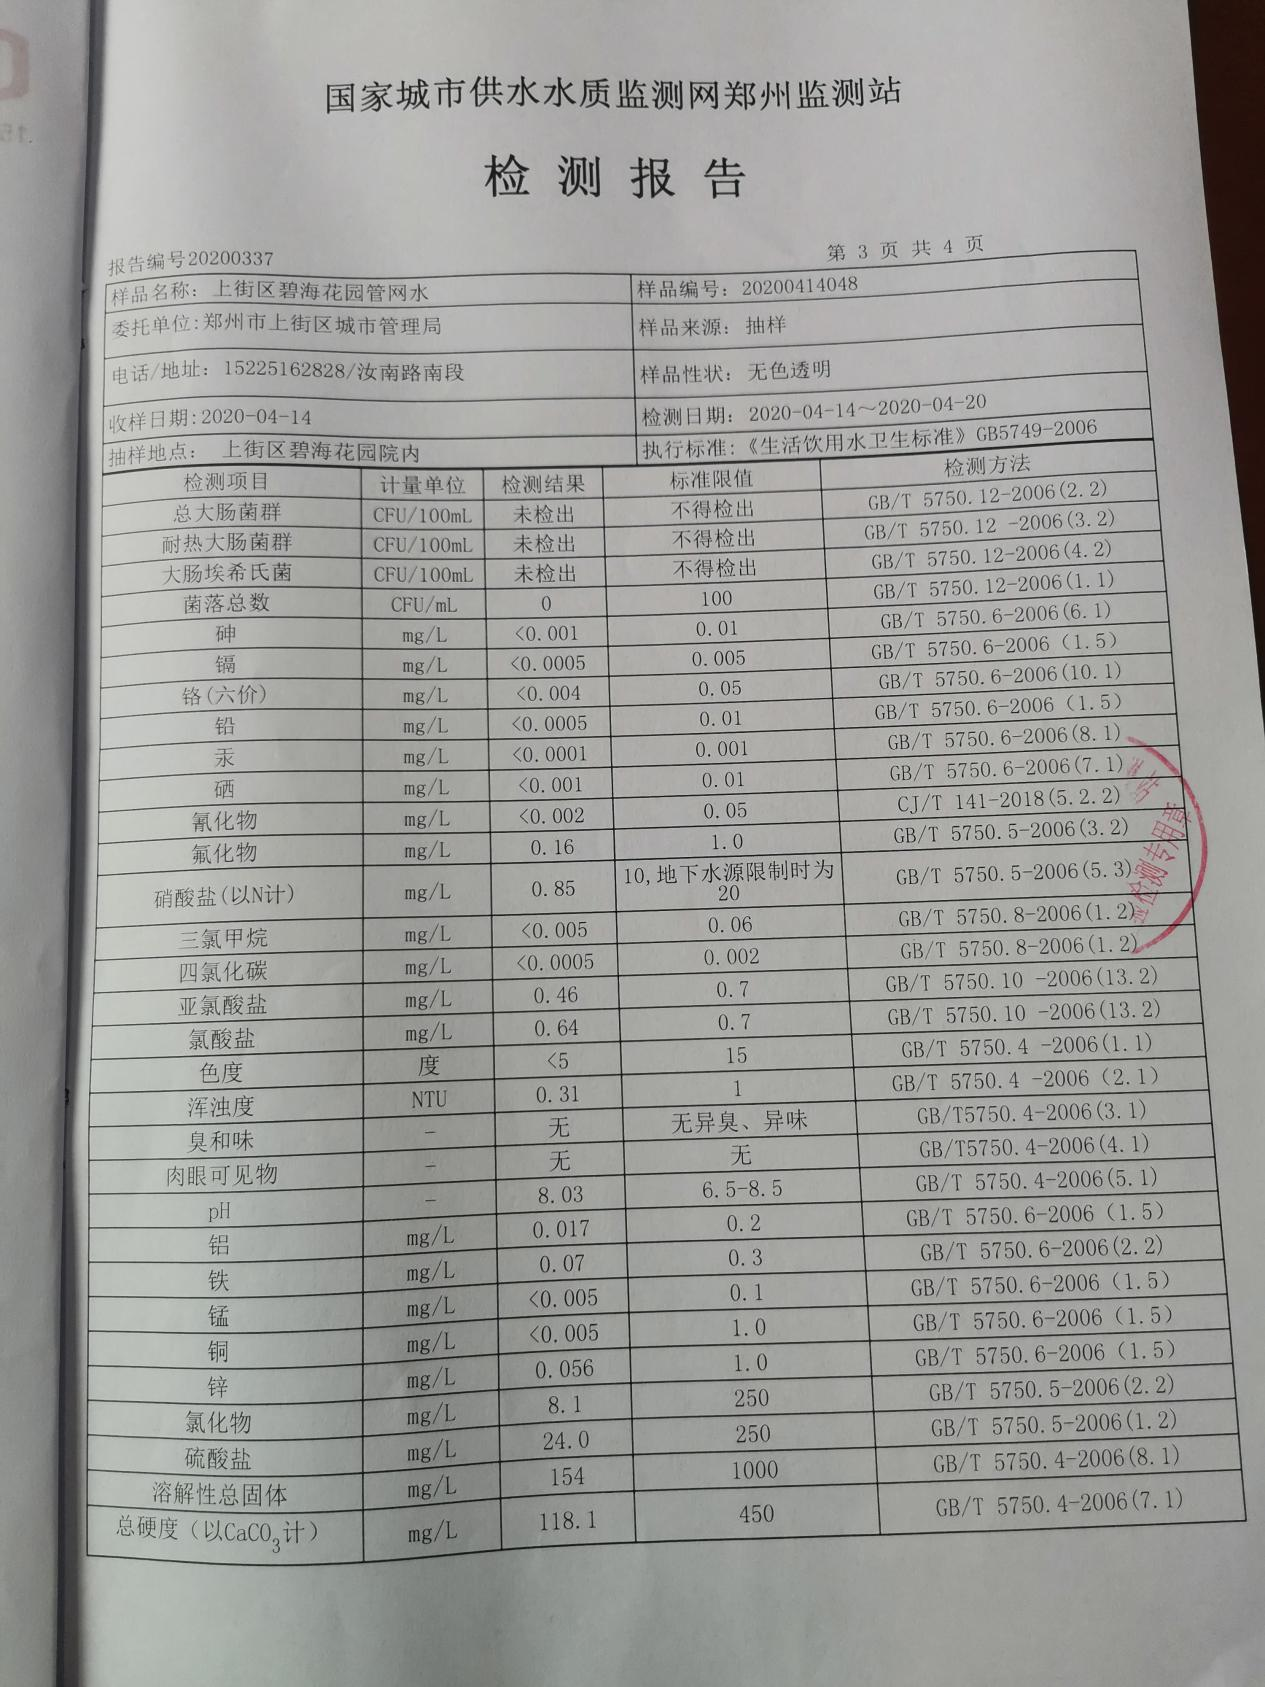 国家城市供水水质监测网郑州监测站
检测报告
报告编号20200337 第 3 页 共 4 页
样品名称：上街区碧海花园管网水 样品编号：20200414048
委托单位:郑州市上街区城市管理局 样品来源：抽样
电话/地址：15225162828/汝南路南段 样品性状：无色透明
收样日期:2020-04-14 检测日期：2020-04-14～2020-04-20
抽样地点： 上街区碧海花园院内 执行标准:《生活饮用水卫生标准》GB5749-2006
检测项目 计量单位 检测结果 标准限值 检测方法
总大肠菌群 CFU/100mL 未检出 不得检出 GB/T 5750.12-2006(2.2)
耐热大肠菌群 CFU/100mL 未检出 不得检出 GB/T 5750.12 -2006(3.2)
大肠埃希氏菌 CFU/100mL 未检出 不得检出 GB/T 5750.12-2006(4.2)
菌落总数 CFU/mL 0 100 GB/T 5750.12-2006(1.1)
砷 mg/L <0.001 0.01 GB/T 5750.6-2006(6.1)
镉 mg/L <0.0005 0.005 GB/T 5750.6-2006（1.5）
铬(六价) mg/L <0.004 0.05 GB/T 5750.6-2006(10.1)
铅 mg/L <0.0005 0.01 GB/T 5750.6-2006（1.5）
汞 mg/L <0.0001 0.001 GB/T 5750.6-2006(8.1)
硒 mg/L <0.001 0.01 GB/T 5750.6-2006(7.1)
氰化物 mg/L <0.002 0.05 CJ/T 141-2018(5.2.2)
氟化物 mg/L 0.16 1.0 GB/T 5750.5-2006(3.2)
硝酸盐(以N计) mg/L 0.85 10,地下水源限制时为20 GB/T 5750.5-2006(5.3)
三氯甲烷 mg/L <0.005 0.06 GB/T 5750.8-2006(1.2)
四氯化碳 mg/L <0.0005 0.002 GB/T 5750.8-2006(1.2)
亚氯酸盐 mg/L 0.46 0.7 GB/T 5750.10 -2006(13.2)
氯酸盐 mg/L 0.64 0.7 GB/T 5750.10 -2006(13.2)
色度 度 <5 15 GB/T 5750.4 -2006(1.1)
浑浊度 NTU 0.31 1 GB/T 5750.4 -2006（2.1）
臭和味 - 无 无异臭、异味 GB/T5750.4-2006(3.1)
肉眼可见物 - 无 无 GB/T5750.4-2006(4.1)
pH - 8.03 6.5-8.5 GB/T 5750.4-2006(5.1)
铝 mg/L 0.017 0.2 GB/T 5750.6-2006（1.5）
铁 mg/L 0.07 0.3 GB/T 5750.6-2006(2.2)
锰 mg/L <0.005 0.1 GB/T 5750.6-2006（1.5）
铜 mg/L <0.005 1.0 GB/T 5750.6-2006（1.5）
锌 mg/L 0.056 1.0 GB/T 5750.6-2006（1.5）
氯化物 mg/L 8.1 250 GB/T 5750.5-2006(2.2)
硫酸盐 mg/L 24.0 250 GB/T 5750.5-2006(1.2)
溶解性总固体 mg/L 154 1000 GB/T 5750.4-2006(8.1)
总硬度（以CaCO₃计） mg/L 118.1 450 GB/T 5750.4-2006(7.1)
检测专用章